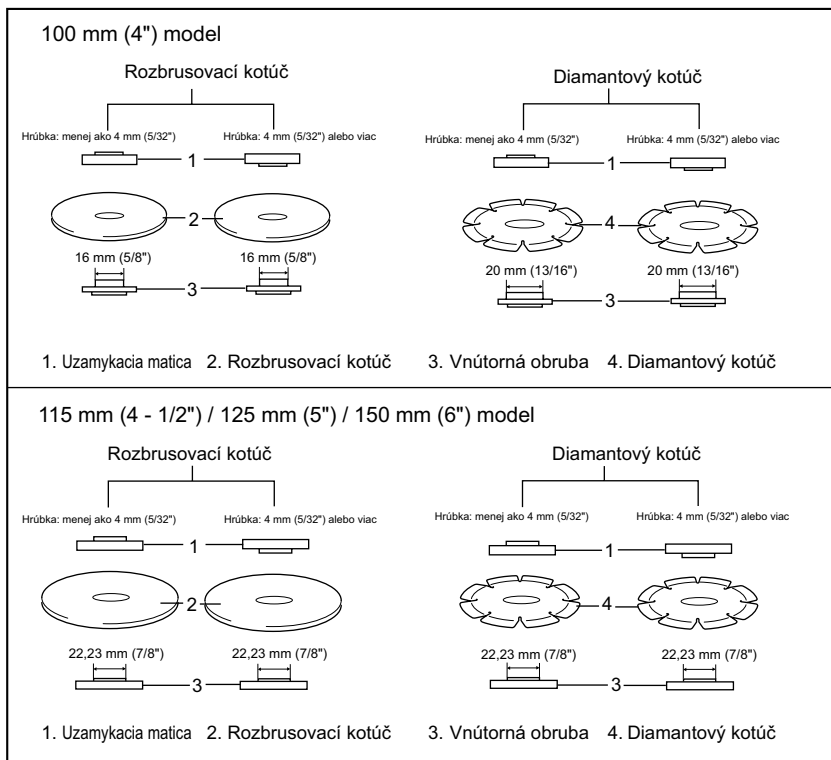 100 mm (4") model
Rozbrusovací kotúč
Diamantový kotúč
Hrúbka: menej ako 4 mm (5/32") Hrúbka: 4 mm (5/32") alebo viac
Hrúbka: menej ako 4 mm (5/32") Hrúbka: 4 mm (5/32") alebo viac
1
1
2
4
16 mm (5/8") 16 mm (5/8")
20 mm (13/16") 20 mm (13/16")
3
3
1. Uzamykacia matica 2. Rozbrusovací kotúč 3. Vnútorná obruba 4. Diamantový kotúč
115 mm (4 - 1/2") / 125 mm (5") / 150 mm (6") model
Rozbrusovací kotúč
Diamantový kotúč
Hrúbka: menej ako 4 mm (5/32") Hrúbka: 4 mm (5/32") alebo viac
Hrúbka: menej ako 4 mm (5/32") Hrúbka: 4 mm (5/32") alebo viac
1
1
2
4
22,23 mm (7/8") 22,23 mm (7/8")
22,23 mm (7/8") 22,23 mm (7/8")
3
3
1. Uzamykacia matica 2. Rozbrusovací kotúč 3. Vnútorná obruba 4. Diamantový kotúč